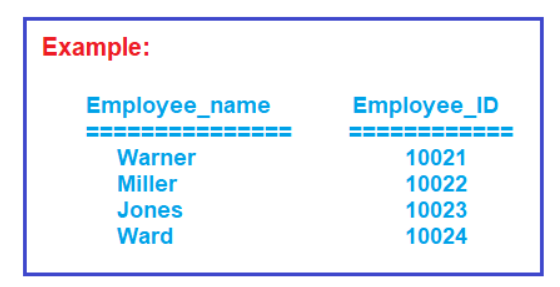 Example:
Employee_name Employee_ID
=============== ============
Warner 10021
Miller 10022
Jones 10023
Ward 10024